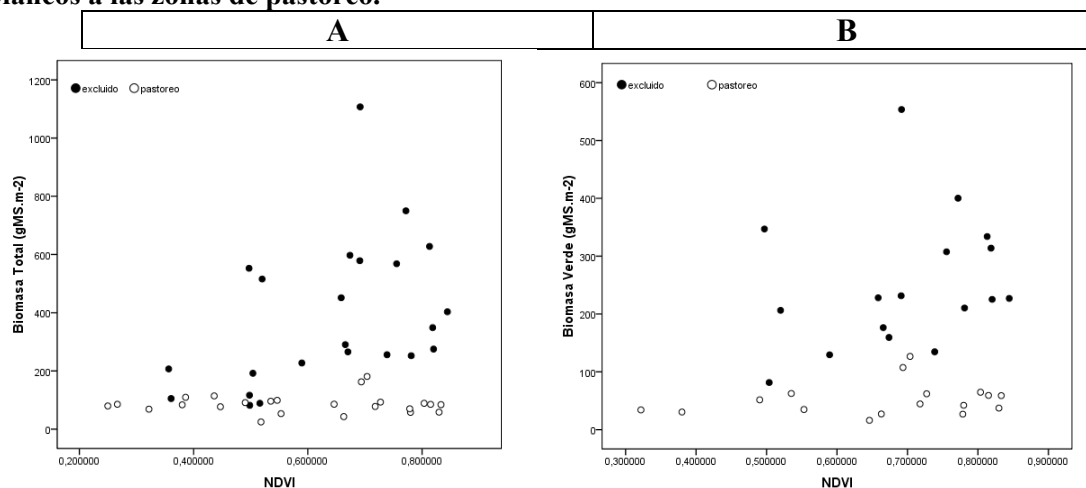 blancos a las zonas de pastoreo.
A
B
excluido pastoreo
Biomasa Total (gMS.m-2)
1200
1000
800
600
400
200
0
0,200000 0,400000 0,600000 0,800000
NDVI
excluido pastoreo
Biomasa Verde (gMS.m-2)
600
500
400
300
200
100
0
0,300000 0,400000 0,500000 0,600000 0,700000 0,800000 0,900000
NDVI